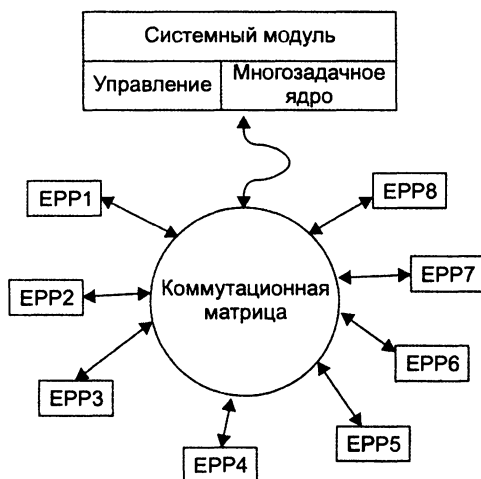 Системный модуль
Управление
Многозадачное
ядро
EPP1
EPP8
EPP2
Коммутационная
матрица
EPP7
EPP3
EPP6
EPP4
EPP5